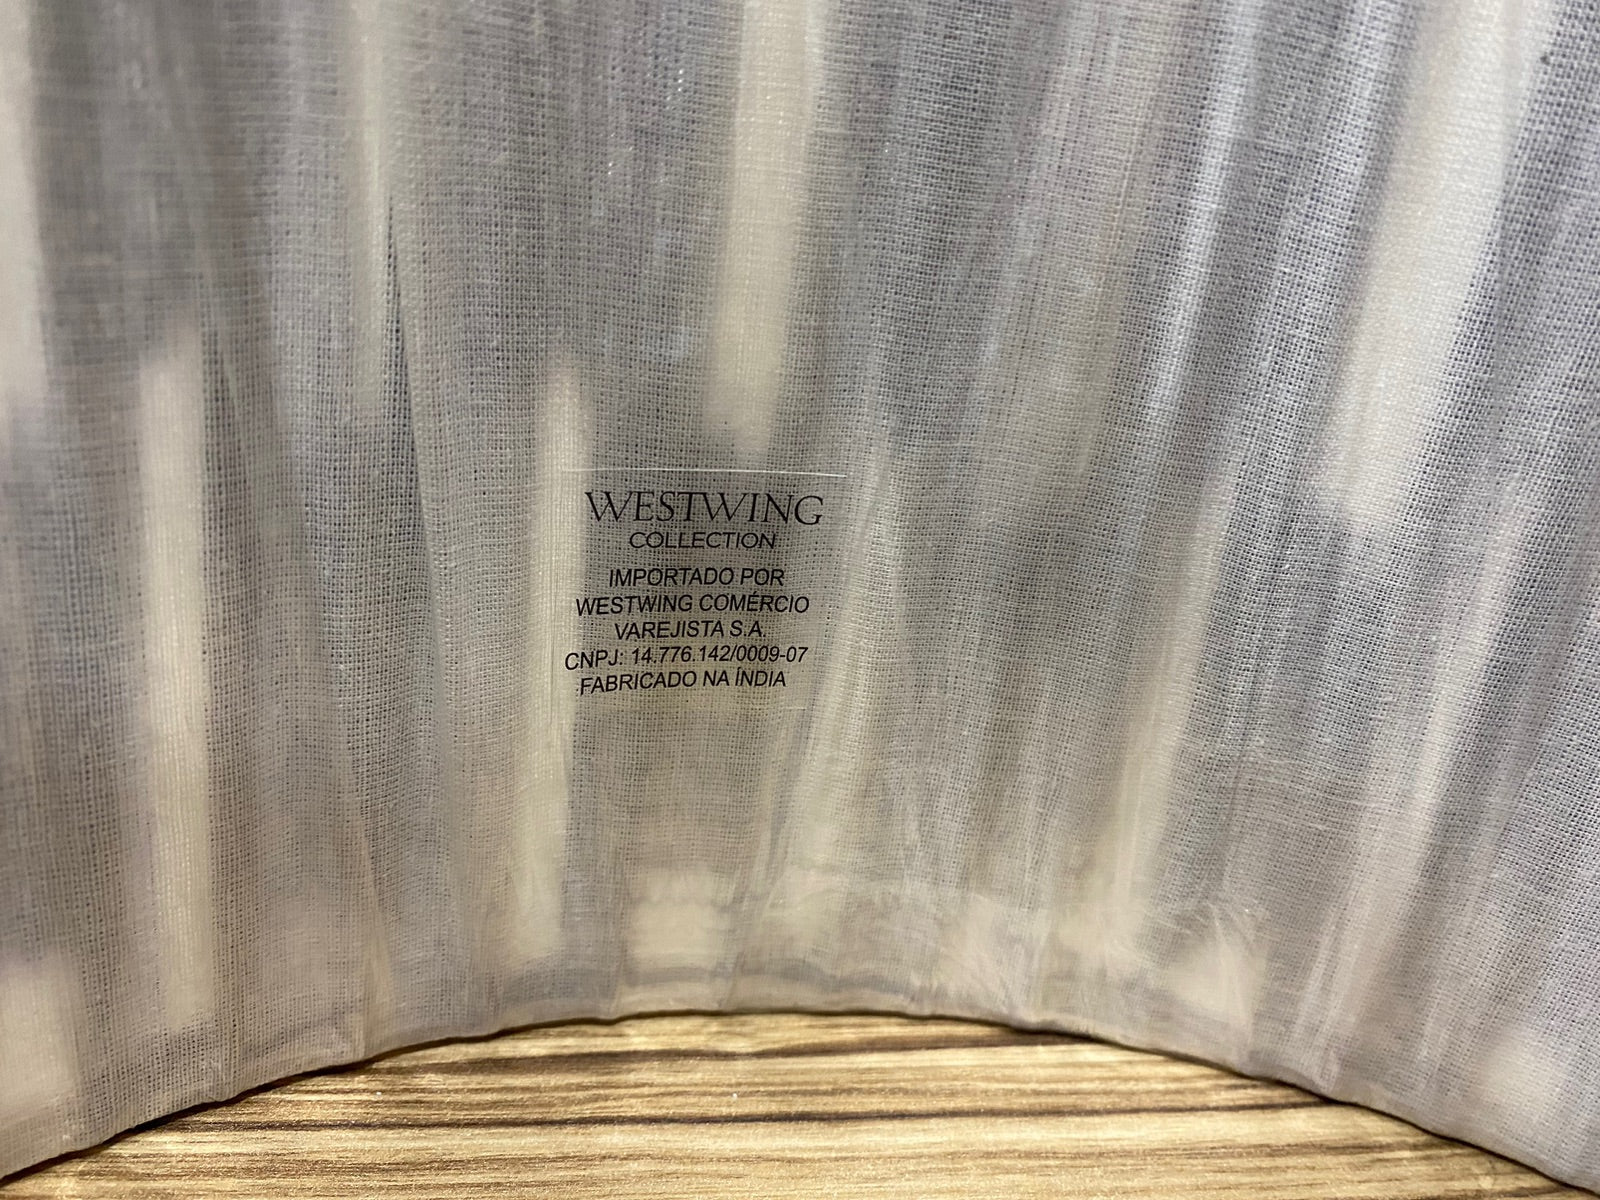 WESTWING
COLLECTION
IMPORTADO POR
WESTWING COMÉRCIO
VAREJISTA S.A.
CNPJ: 14.776.142/0009-07
FABRICADO NA ÍNDIA